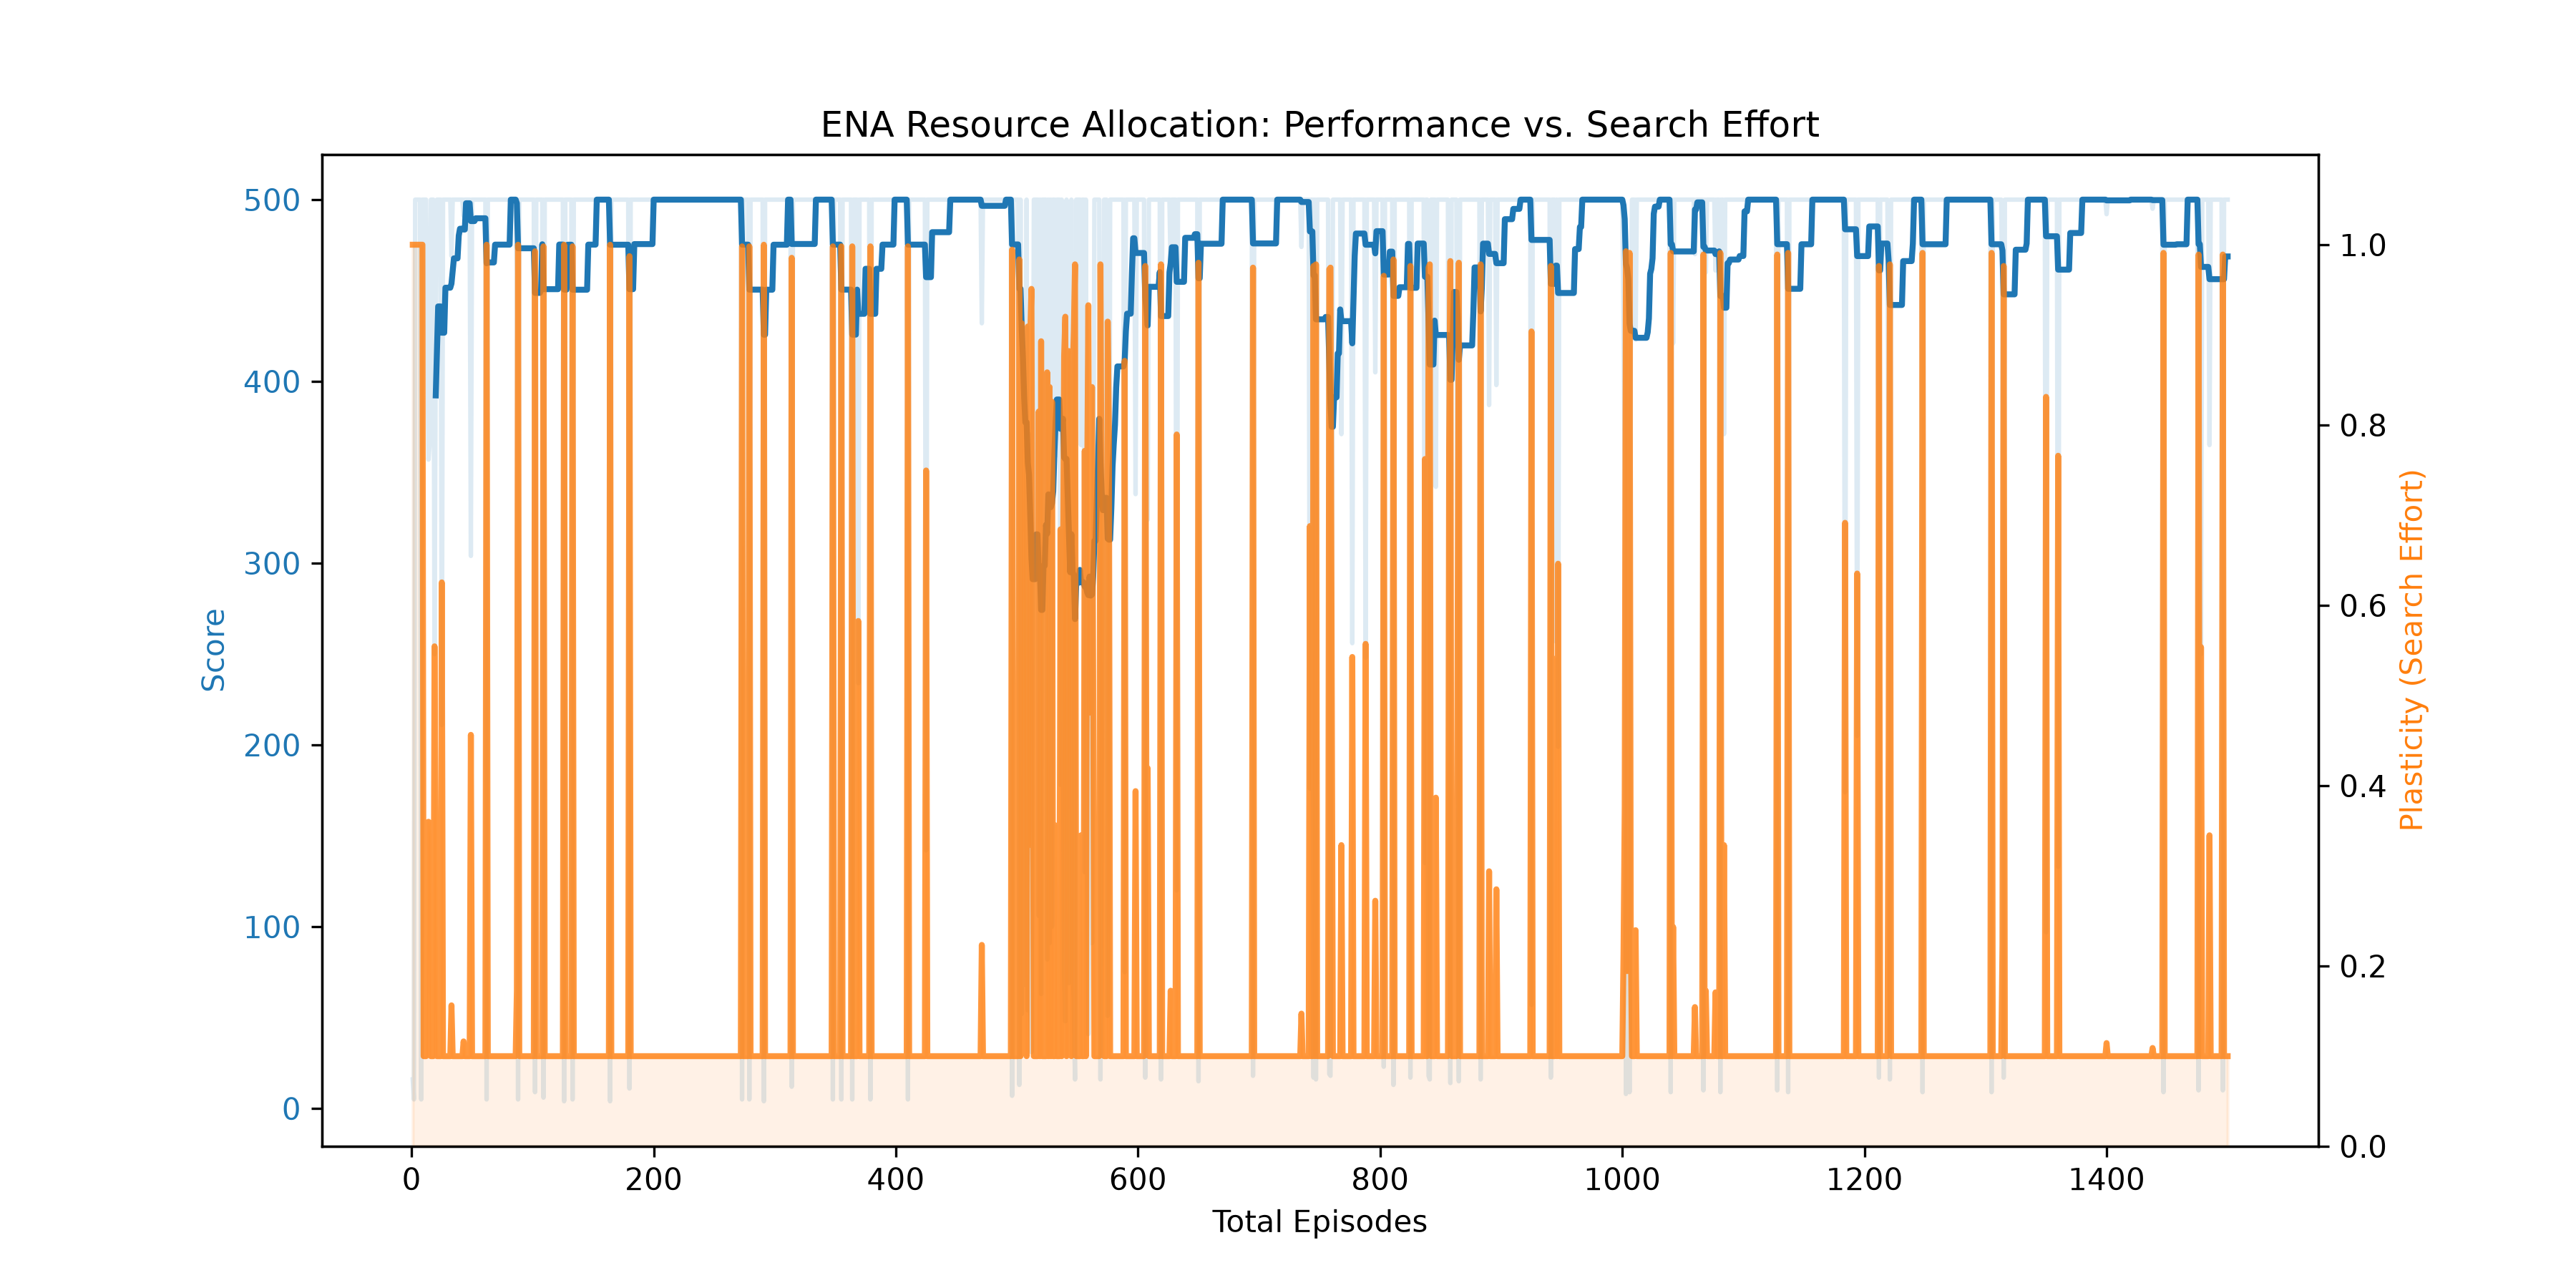 ENA Resource Allocation: Performance vs. Search Effort
500
400
300
200
100
0
Score
1.0
0.8
0.6
0.4
0.2
0.0
Plasticity (Search Effort)
0 200 400 600 800 1000 1200 1400
Total Episodes